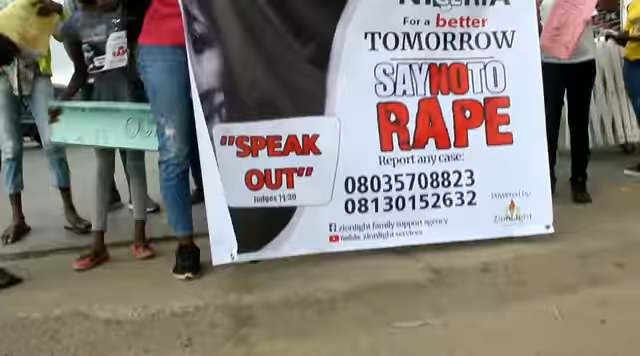 NIGERIA
For a better
TOMORROW
SAY NO TO
RAPE
Report any case:
08035708823
08130152632
"SPEAK
OUT"
Judges 19:30
zionlight family support agency
zionlight services
Powered by:
Zionlight
OU